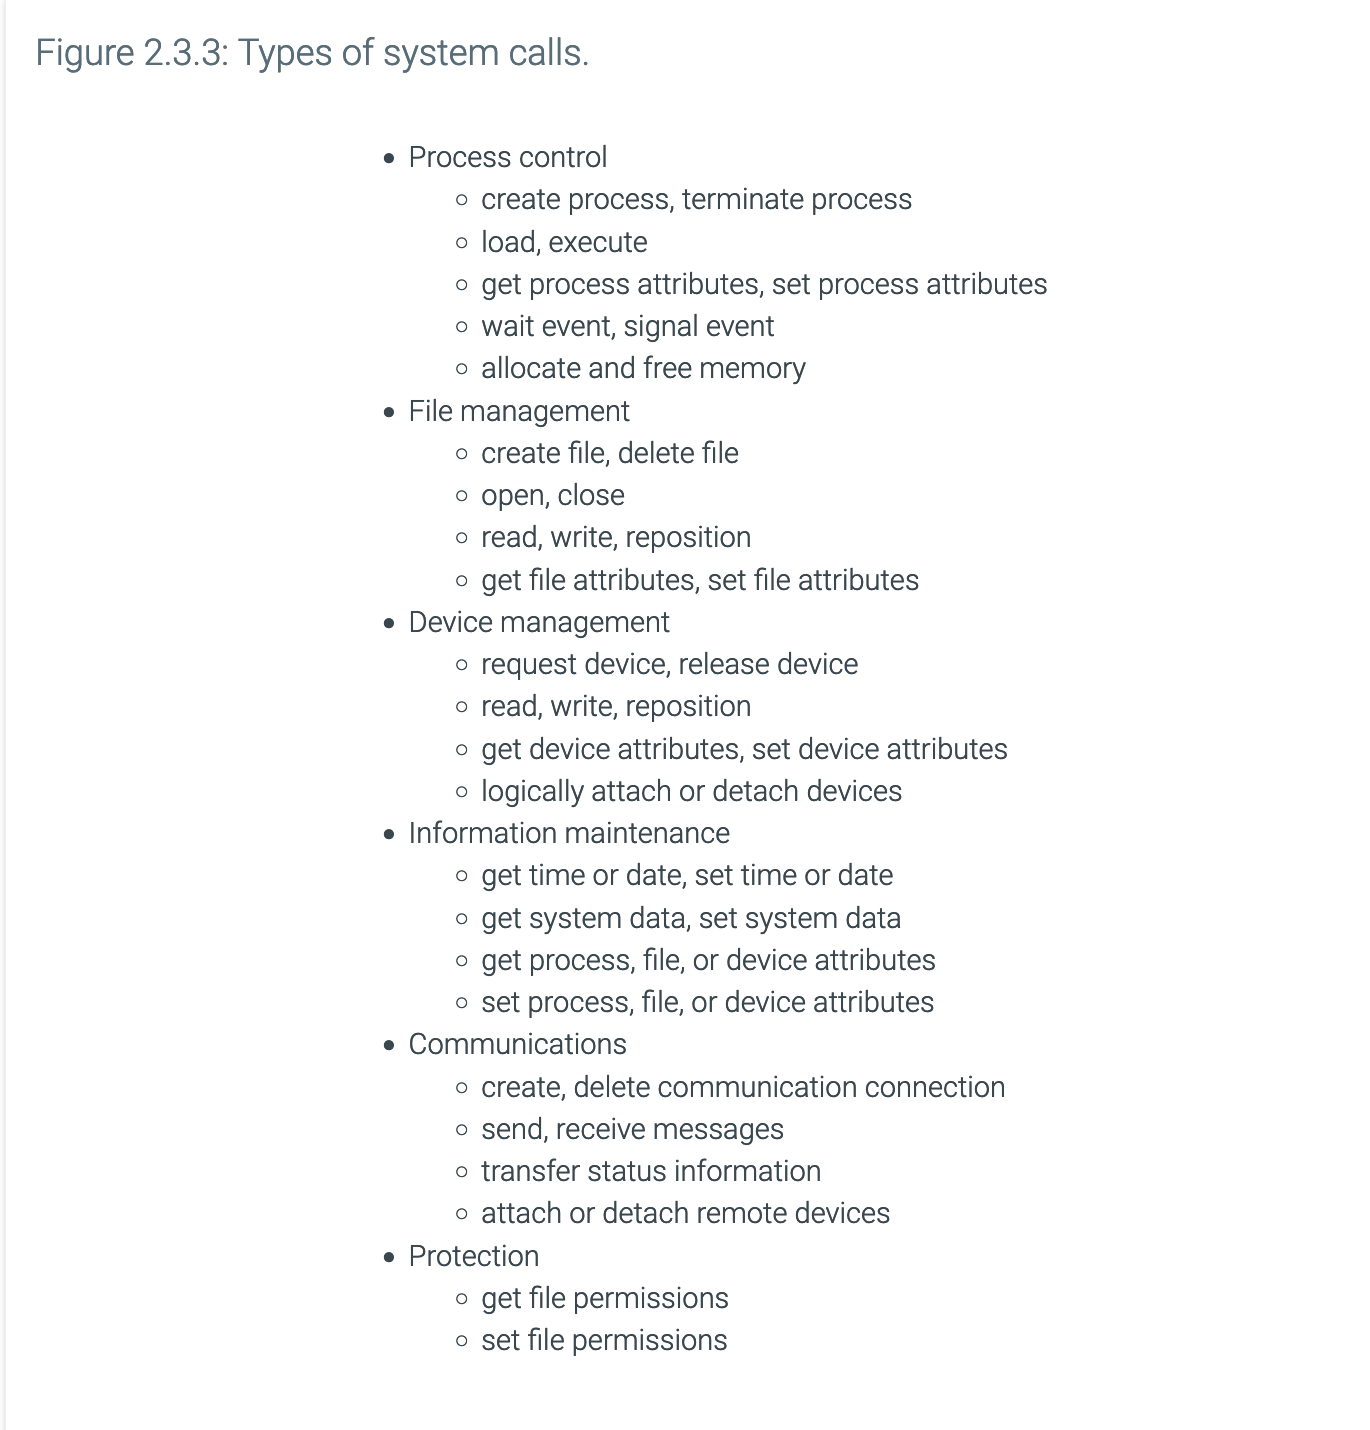 Figure 2.3.3: Types of system calls.
• Process control
◦ create process, terminate process
◦ load, execute
◦ get process attributes, set process attributes
◦ wait event, signal event
◦ allocate and free memory
• File management
◦ create file, delete file
◦ open, close
◦ read, write, reposition
◦ get file attributes, set file attributes
• Device management
◦ request device, release device
◦ read, write, reposition
◦ get device attributes, set device attributes
◦ logically attach or detach devices
• Information maintenance
◦ get time or date, set time or date
◦ get system data, set system data
◦ get process, file, or device attributes
◦ set process, file, or device attributes
• Communications
◦ create, delete communication connection
◦ send, receive messages
◦ transfer status information
◦ attach or detach remote devices
• Protection
◦ get file permissions
◦ set file permissions